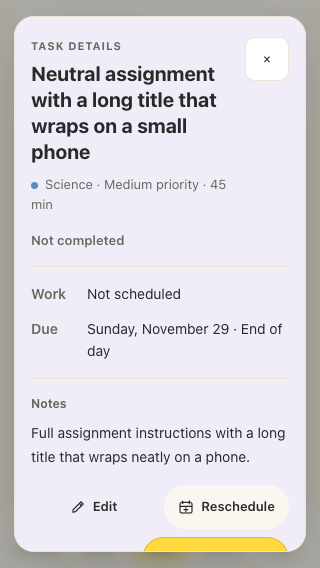 TASK DETAILS
×
Neutral assignment
with a long title that
wraps on a small
phone
Science · Medium priority · 45
min
Not completed
Work Not scheduled
Due Sunday, November 29 · End of
day
Notes
Full assignment instructions with a long
title that wraps neatly on a phone.
Edit Reschedule